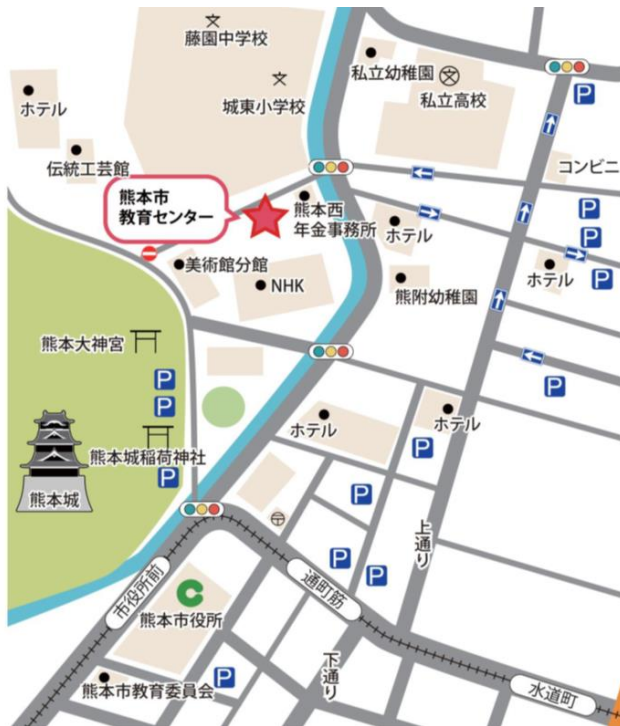 藤園中学校
城東小学校
私立幼稚園
私立高校
P
ホテル
伝統工芸館
コンビニ
熊本市
教育センター
熊本西
年金事務所
P
P
P
ホテル
ホテル
美術館分館
NHK
熊附幼稚園
熊本大神宮
P
P
P
ホテル
ホテル
熊本城稲荷神社
P
P
P
熊本城
上通り
P
P
市役所前
通町筋
熊本市役所
下通り
P
熊本市教育委員会
水道町